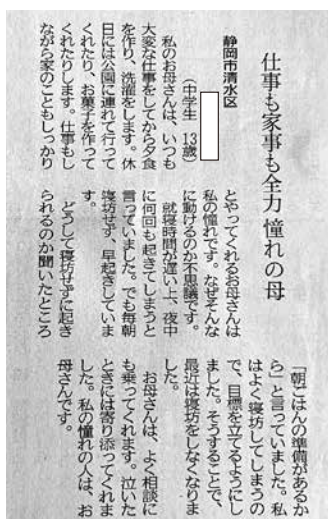 仕事も家事も全力 憧れの母
静岡市清水区
（中学生 13歳）
私のお母さんは、いつも
大変な仕事をしてから夕食
を作り、洗濯をします。休
日には公園に連れて行って
くれたり、お菓子を作って
くれたりします。仕事もし
ながら家のこともしっかり
とやってくれるお母さんは
私の憧れです。なぜそんな
に動けるのか不思議です。
就寝時間が遅い上、夜中
に何回も起きてしまうと
言っていました。でも毎朝
寝坊せず、早起きしていま
す。
どうして寝坊せずに起き
られるのか聞いたところ
「朝ごはんの準備があるか
ら」と言っていました。私
はよく寝坊してしまうの
で、目標を立てるようにし
ました。そうすることで、
最近は寝坊をしなくなりま
した。
お母さんは、よく相談に
も乗ってくれます。泣いた
ときには寄り添ってくれま
した。私の憧れの人は、お
母さんです。